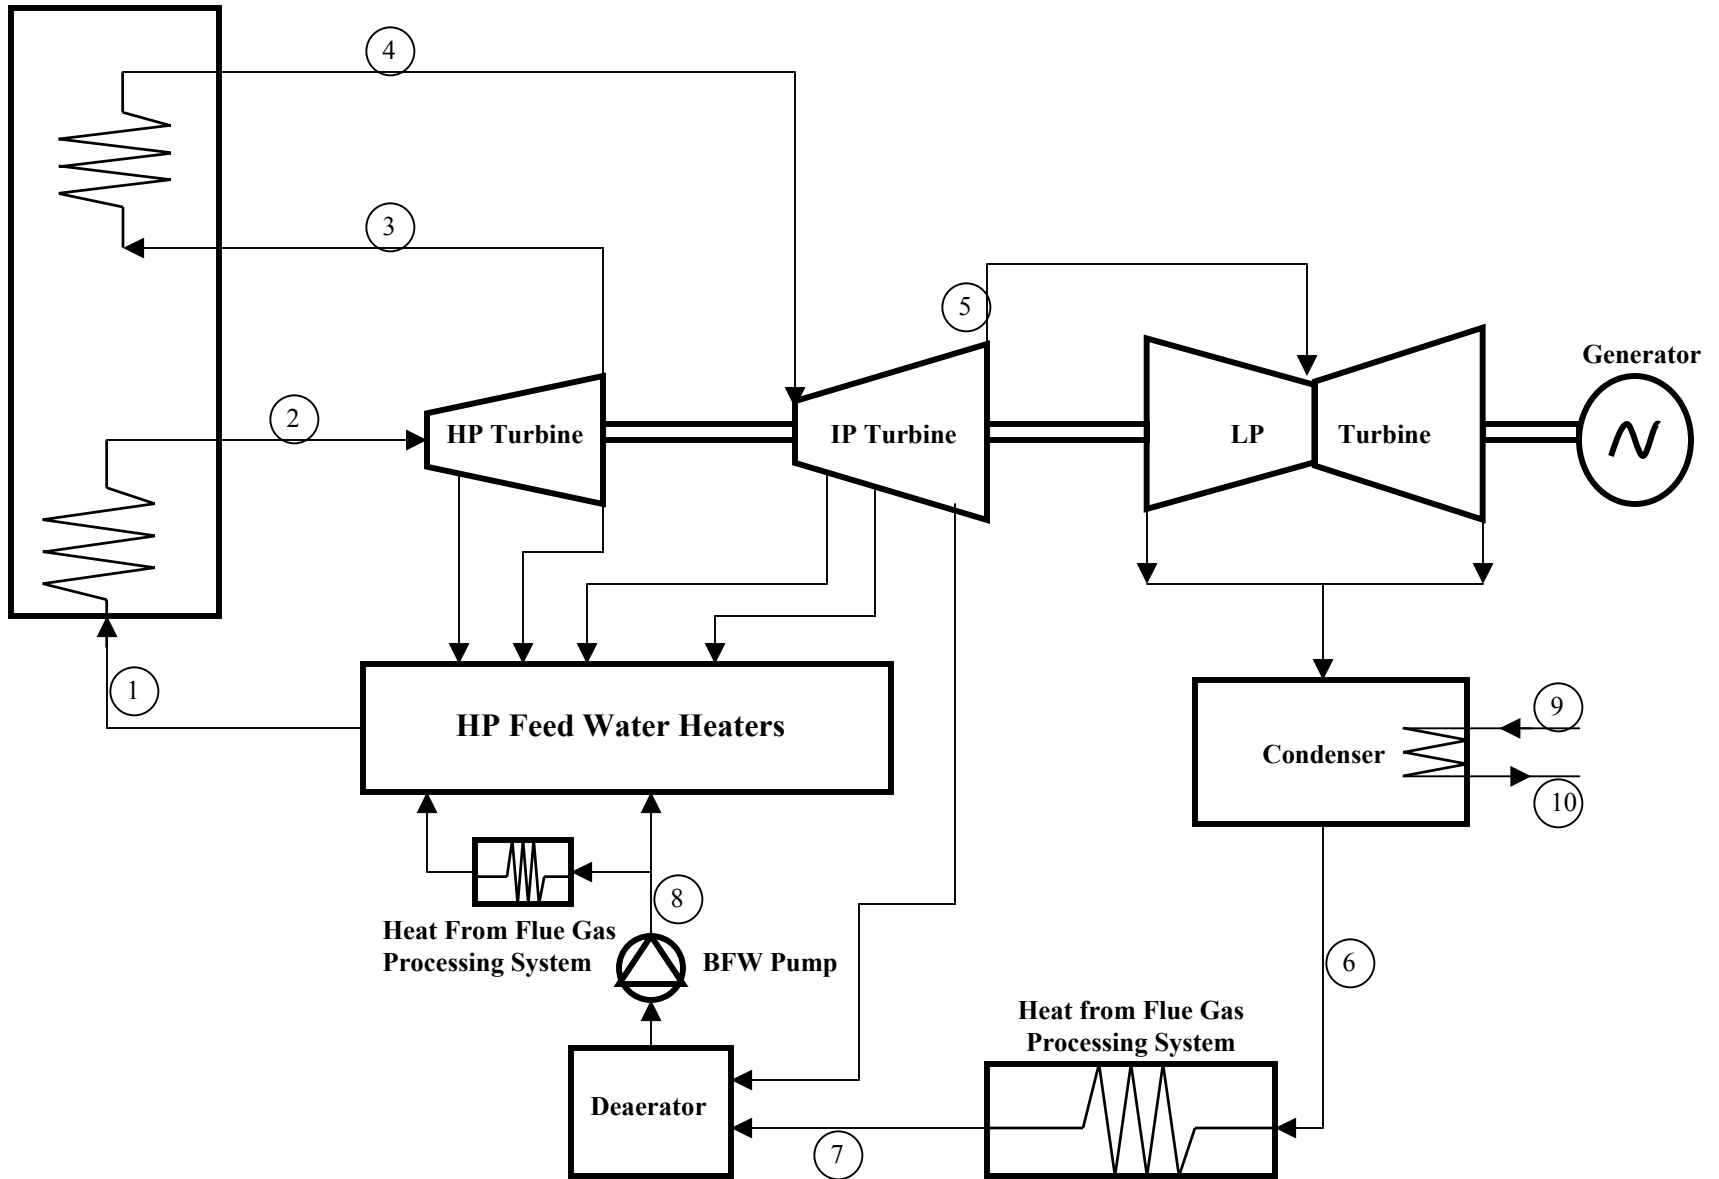 4
3
5
Generator
2
HP Turbine
IP Turbine
LP
Turbine
1
HP Feed Water Heaters
9
Condenser
10
8
Heat From Flue Gas
Processing System
BFW Pump
6
Heat from Flue Gas
Processing System
Deaerator
7